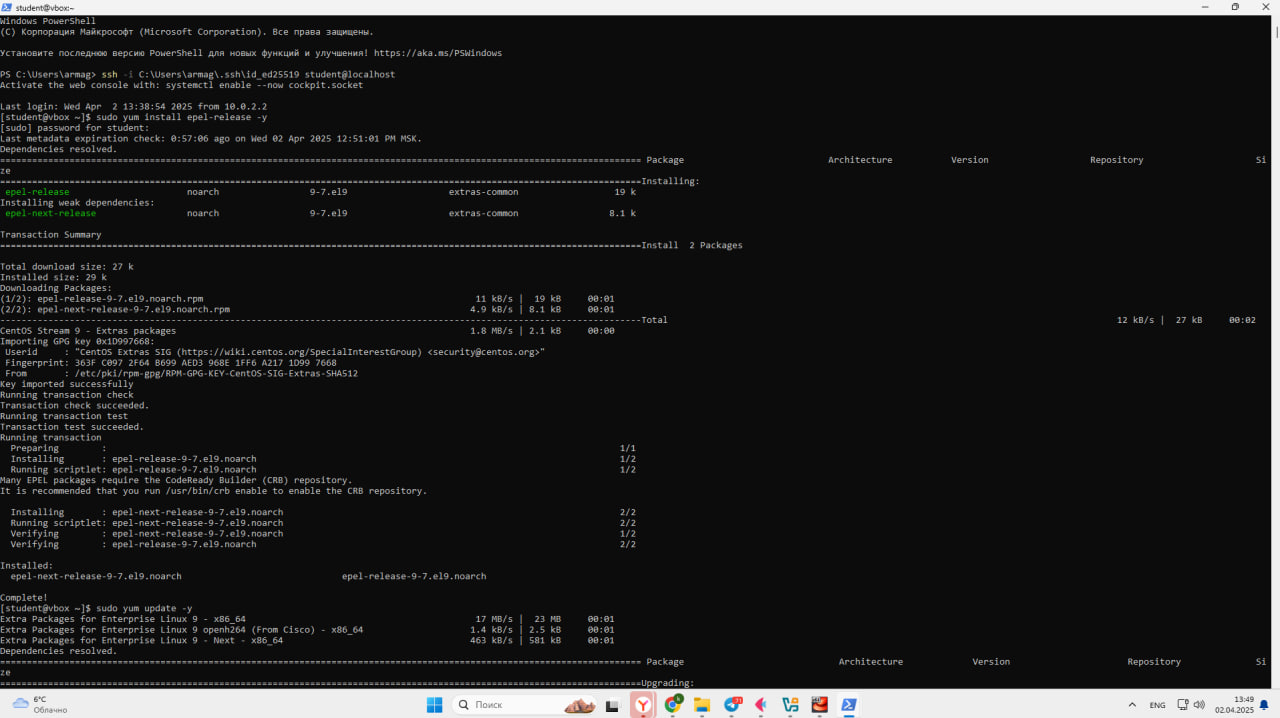 student@vbox:~
Windows PowerShell
(C) Корпорация Майкрософт (Microsoft Corporation). Все права защищены.
Установите последнюю версию PowerShell для новых функций и улучшения! https://aka.ms/PSWindows
PS C:\Users\armag> ssh -i C:\Users\armag\.ssh\id_ed25519 student@localhost
Activate the web console with: systemctl enable --now cockpit.socket
Last login: Wed Apr  2 13:38:54 2025 from 10.0.2.2
[student@vbox ~]$ sudo yum install epel-release -y
[sudo] password for student:
Last metadata expiration check: 0:57:06 ago on Wed 02 Apr 2025 12:51:01 PM MSK.
Dependencies resolved.
======================================================================================================================== Package Architecture Version Repository Si
ze
========================================================================================================================Installing:
epel-release noarch 9-7.el9 extras-common 19 k
Installing weak dependencies:
epel-next-release noarch 9-7.el9 extras-common 8.1 k
Transaction Summary
========================================================================================================================Install  2 Packages
Total download size: 27 k
Installed size: 29 k
Downloading Packages:
(1/2): epel-release-9-7.el9.noarch.rpm 11 kB/s |  19 kB 00:01
(2/2): epel-next-release-9-7.el9.noarch.rpm 4.9 kB/s | 8.1 kB 00:01
------------------------------------------------------------------------------------------------------------------------Total 12 kB/s |  27 kB 00:02
CentOS Stream 9 - Extras packages 1.8 MB/s | 2.1 kB 00:00
Importing GPG key 0x1D997668:
Userid     : "CentOS Extras SIG (https://wiki.centos.org/SpecialInterestGroup) <security@centos.org>"
Fingerprint: 363F C097 2F64 B699 AED3 968E 1FF6 A217 1D99 7668
From       : /etc/pki/rpm-gpg/RPM-GPG-KEY-CentOS-SIG-Extras-SHA512
Key imported successfully
Running transaction check
Transaction check succeeded.
Running transaction test
Transaction test succeeded.
Running transaction
Preparing        : 1/1
Installing       : epel-release-9-7.el9.noarch 1/2
Running scriptlet: epel-release-9-7.el9.noarch 1/2
Many EPEL packages require the CodeReady Builder (CRB) repository.
It is recommended that you run /usr/bin/crb enable to enable the CRB repository.
Installing       : epel-next-release-9-7.el9.noarch 2/2
Running scriptlet: epel-next-release-9-7.el9.noarch 2/2
Verifying        : epel-next-release-9-7.el9.noarch 1/2
Verifying        : epel-release-9-7.el9.noarch 2/2
Installed:
epel-next-release-9-7.el9.noarch epel-release-9-7.el9.noarch
Complete!
[student@vbox ~]$ sudo yum update -y
Extra Packages for Enterprise Linux 9 - x86_64 17 MB/s |  23 MB 00:01
Extra Packages for Enterprise Linux 9 openh264 (From Cisco) - x86_64 1.4 kB/s | 2.5 kB 00:01
Extra Packages for Enterprise Linux 9 - Next - x86_64 463 kB/s | 581 kB 00:01
Dependencies resolved.
======================================================================================================================== Package Architecture Version Repository Si
ze
========================================================================================================================Upgrading:
6°C
Облачно
Поиск
ENG
13:49
02.04.2025